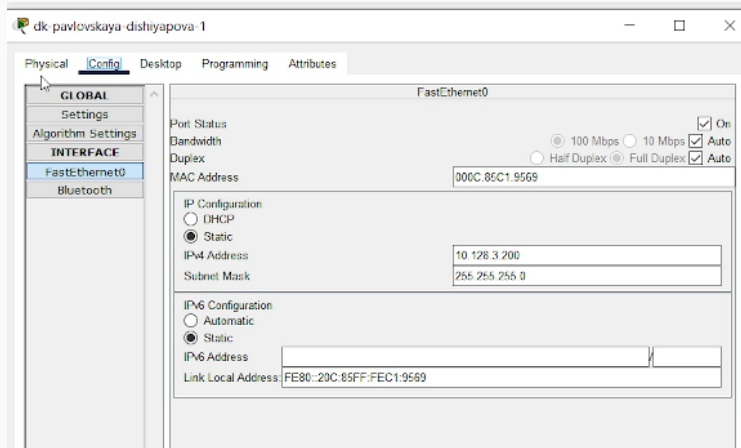 dk-pavlovskaya-dishiyapova-1
Physical Config Desktop Programming Attributes
GLOBAL
Settings
Algorithm Settings
INTERFACE
FastEthernet0
Bluetooth
FastEthernet0
Port Status On
Bandwidth 100 Mbps 10 Mbps Auto
Duplex Half Duplex Full Duplex Auto
MAC Address 000C.85C1.9569
IP Configuration
DHCP
Static
IPv4 Address 10.128.3.200
Subnet Mask 255.255.255.0
IPv6 Configuration
Automatic
Static
IPv6 Address /
Link Local Address: FE80::20C:85FF:FEC1:9569